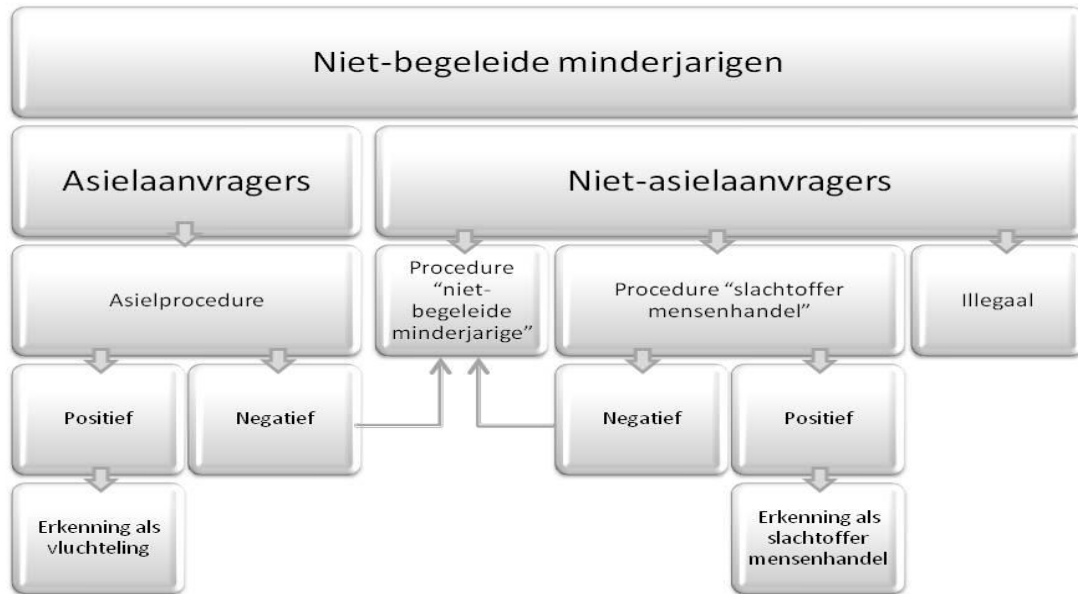 Niet-begeleide minderjarigen
Asielaanvragers
Niet-asielaanvragers
Asielprocedure
Procedure
“niet-
begeleide
minderjarige”
Procedure “slachtoffer
mensenhandel”
Illegaal
Positief
Negatief
Negatief
Positief
Erkenning als
vluchteling
Erkenning als
slachtoffer
mensenhandel